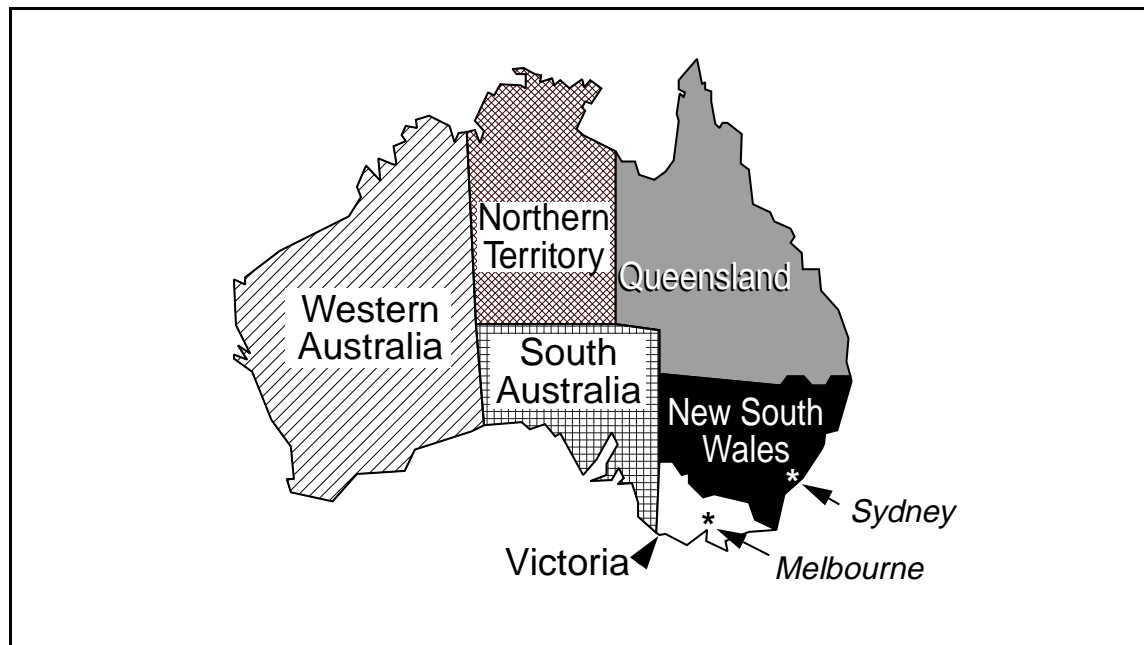 Northern
Territory
Queensland
Western
Australia
South
Australia
New South
Wales
*
Sydney
*
Victoria
Melbourne